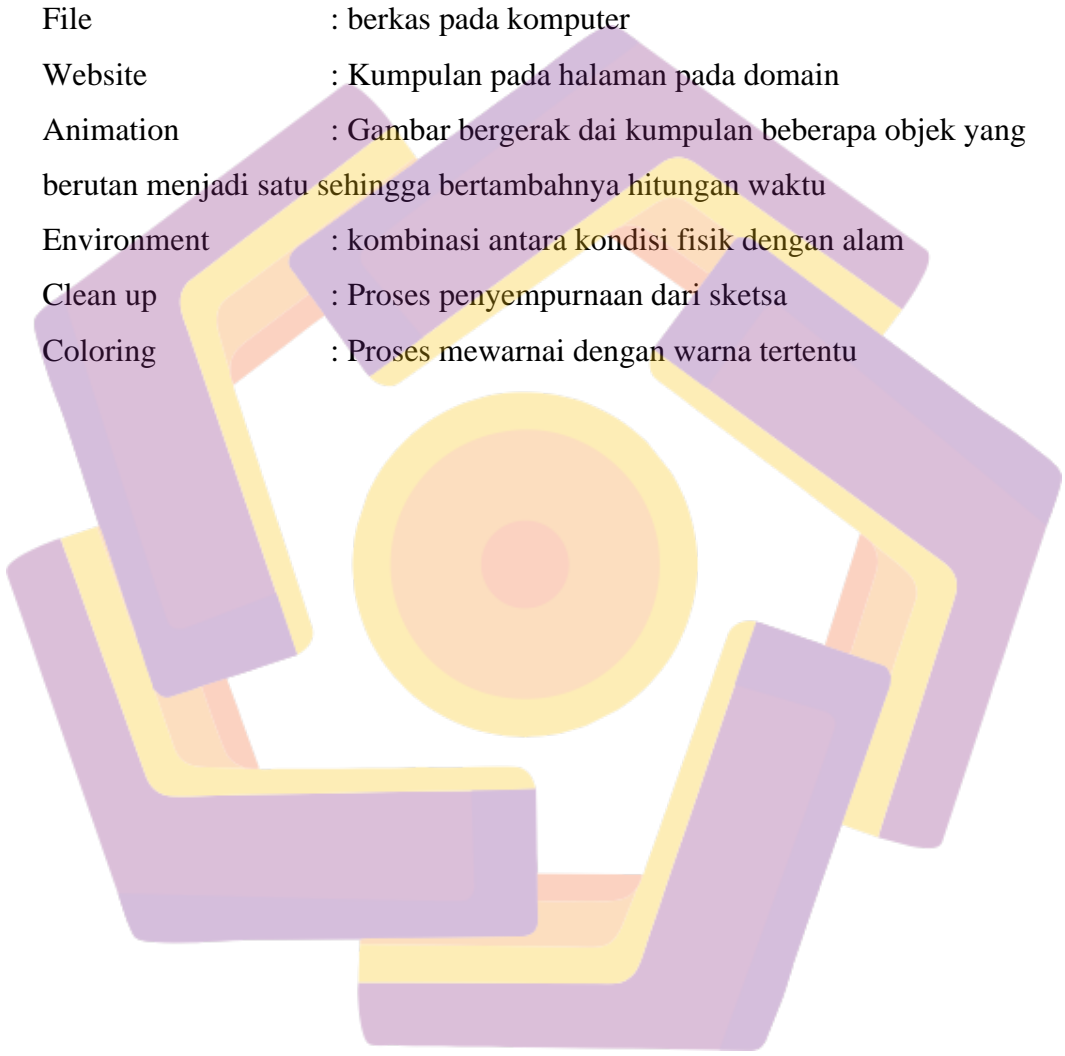 File : berkas pada komputer
Website : Kumpulan pada halaman pada domain
Animation : Gambar bergerak dai kumpulan beberapa objek yang
berutan menjadi satu sehingga bertambahnya hitungan waktu
Environment : kombinasi antara kondisi fisik dengan alam
Clean up : Proses penyempurnaan dari sketsa
Coloring : Proses mewarnai dengan warna tertentu